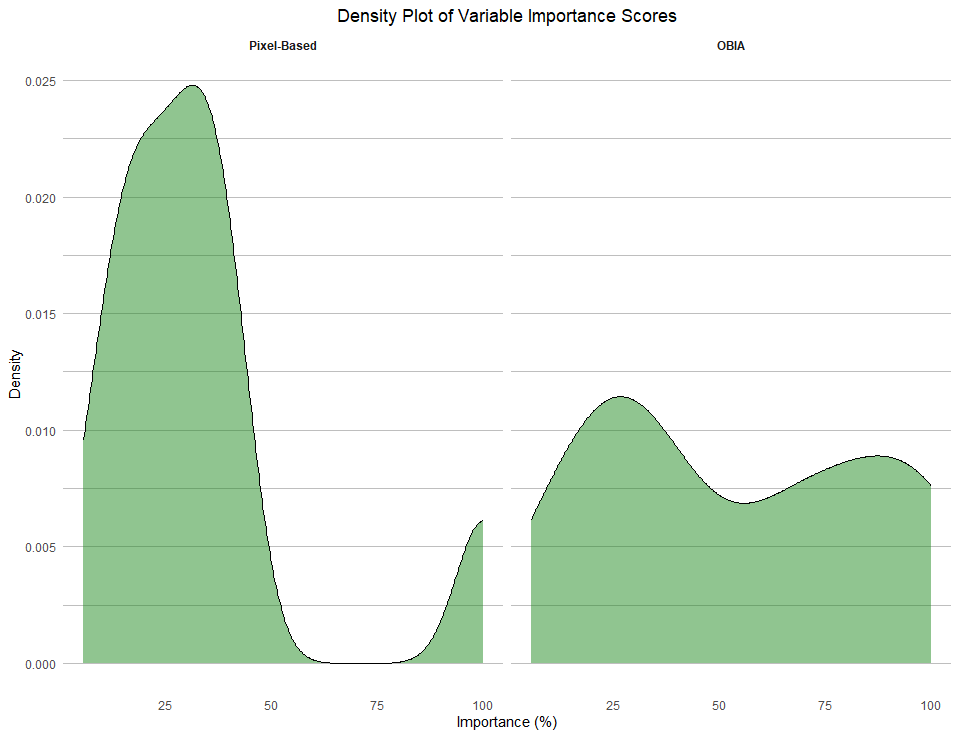 Density Plot of Variable Importance Scores
Pixel-Based
OBIA
0.025
0.020
0.015
0.010
0.005
0.000
Density
25 50 75 100
25 50 75 100
Importance (%)